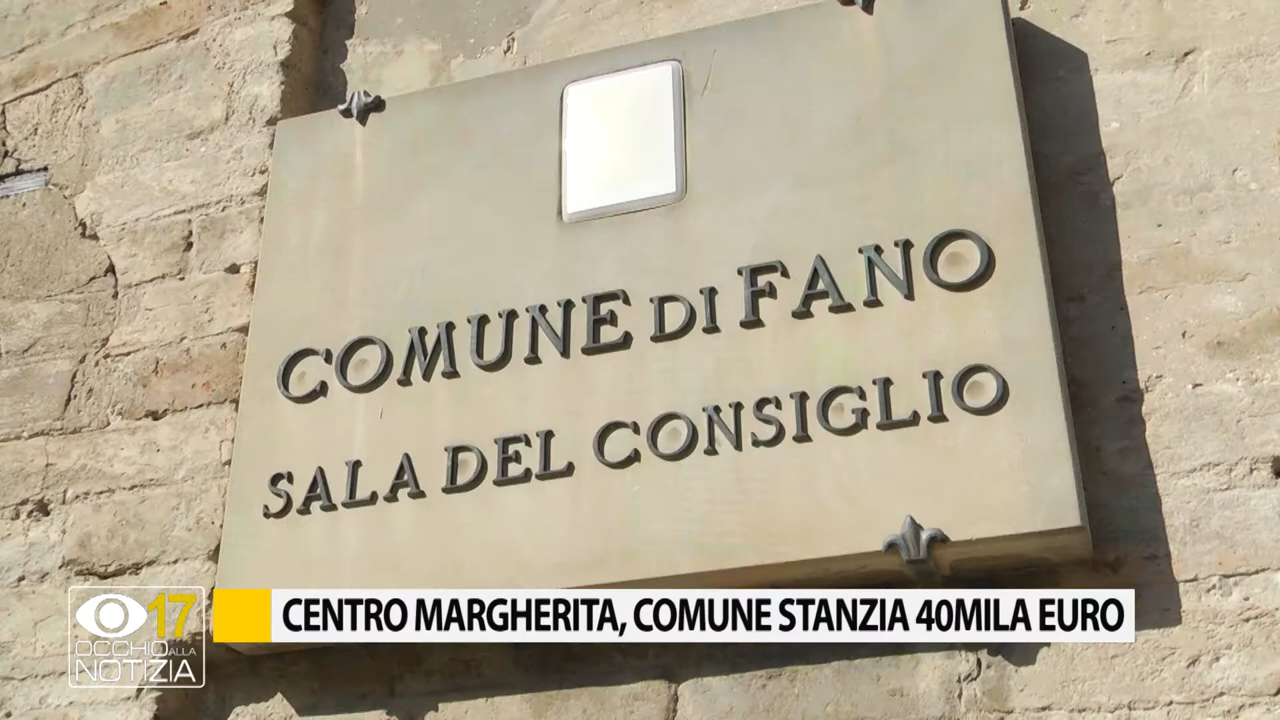 COMUNE DI FANO
SALA DEL CONSIGLIO
CENTRO MARGHERITA, COMUNE STANZIA 40MILA EURO
17
OCCHIO ALLA
NOTIZIA